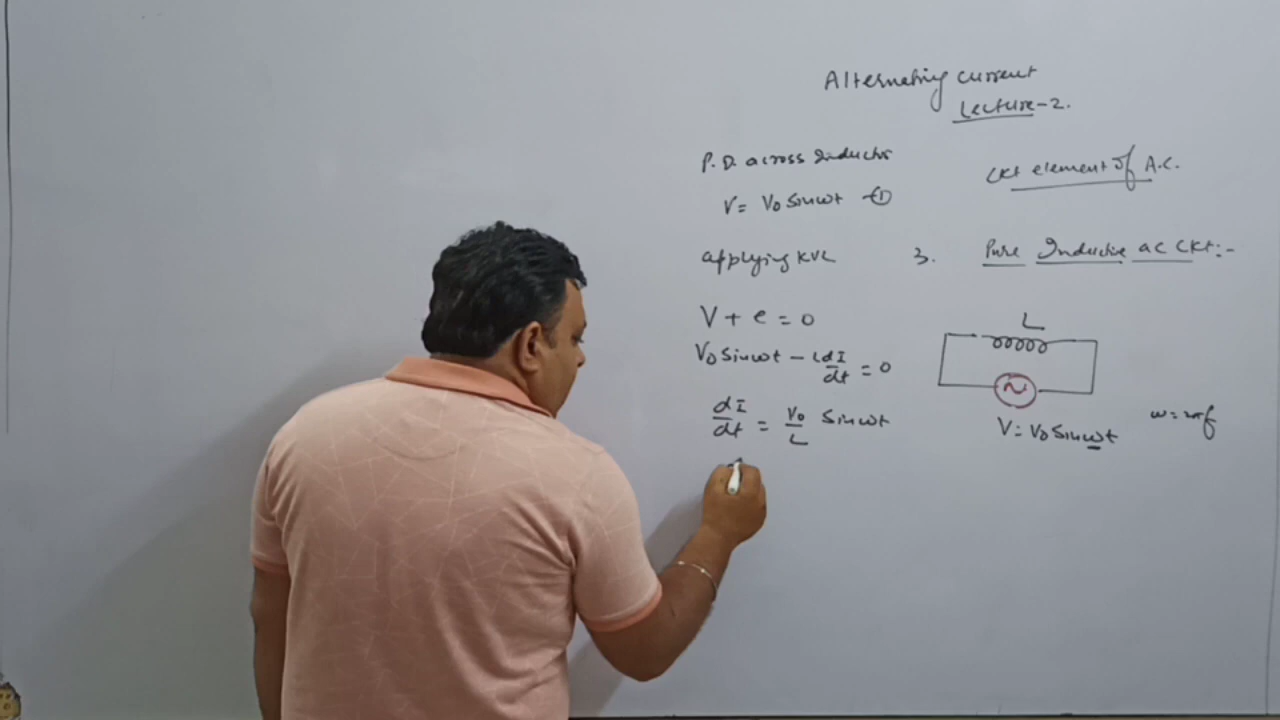 Alternating current
Lecture-2.
CKt element of A.C.
3. Pure Inductive ac CKt:-
L
V = V0 Sinωt
ω=2πf
P.D. across Inductor
V = V0 Sinωt -①
applying KVL
V + e = 0
V0 Sinωt - L dI/dt = 0
dI/dt = V0/L Sinωt